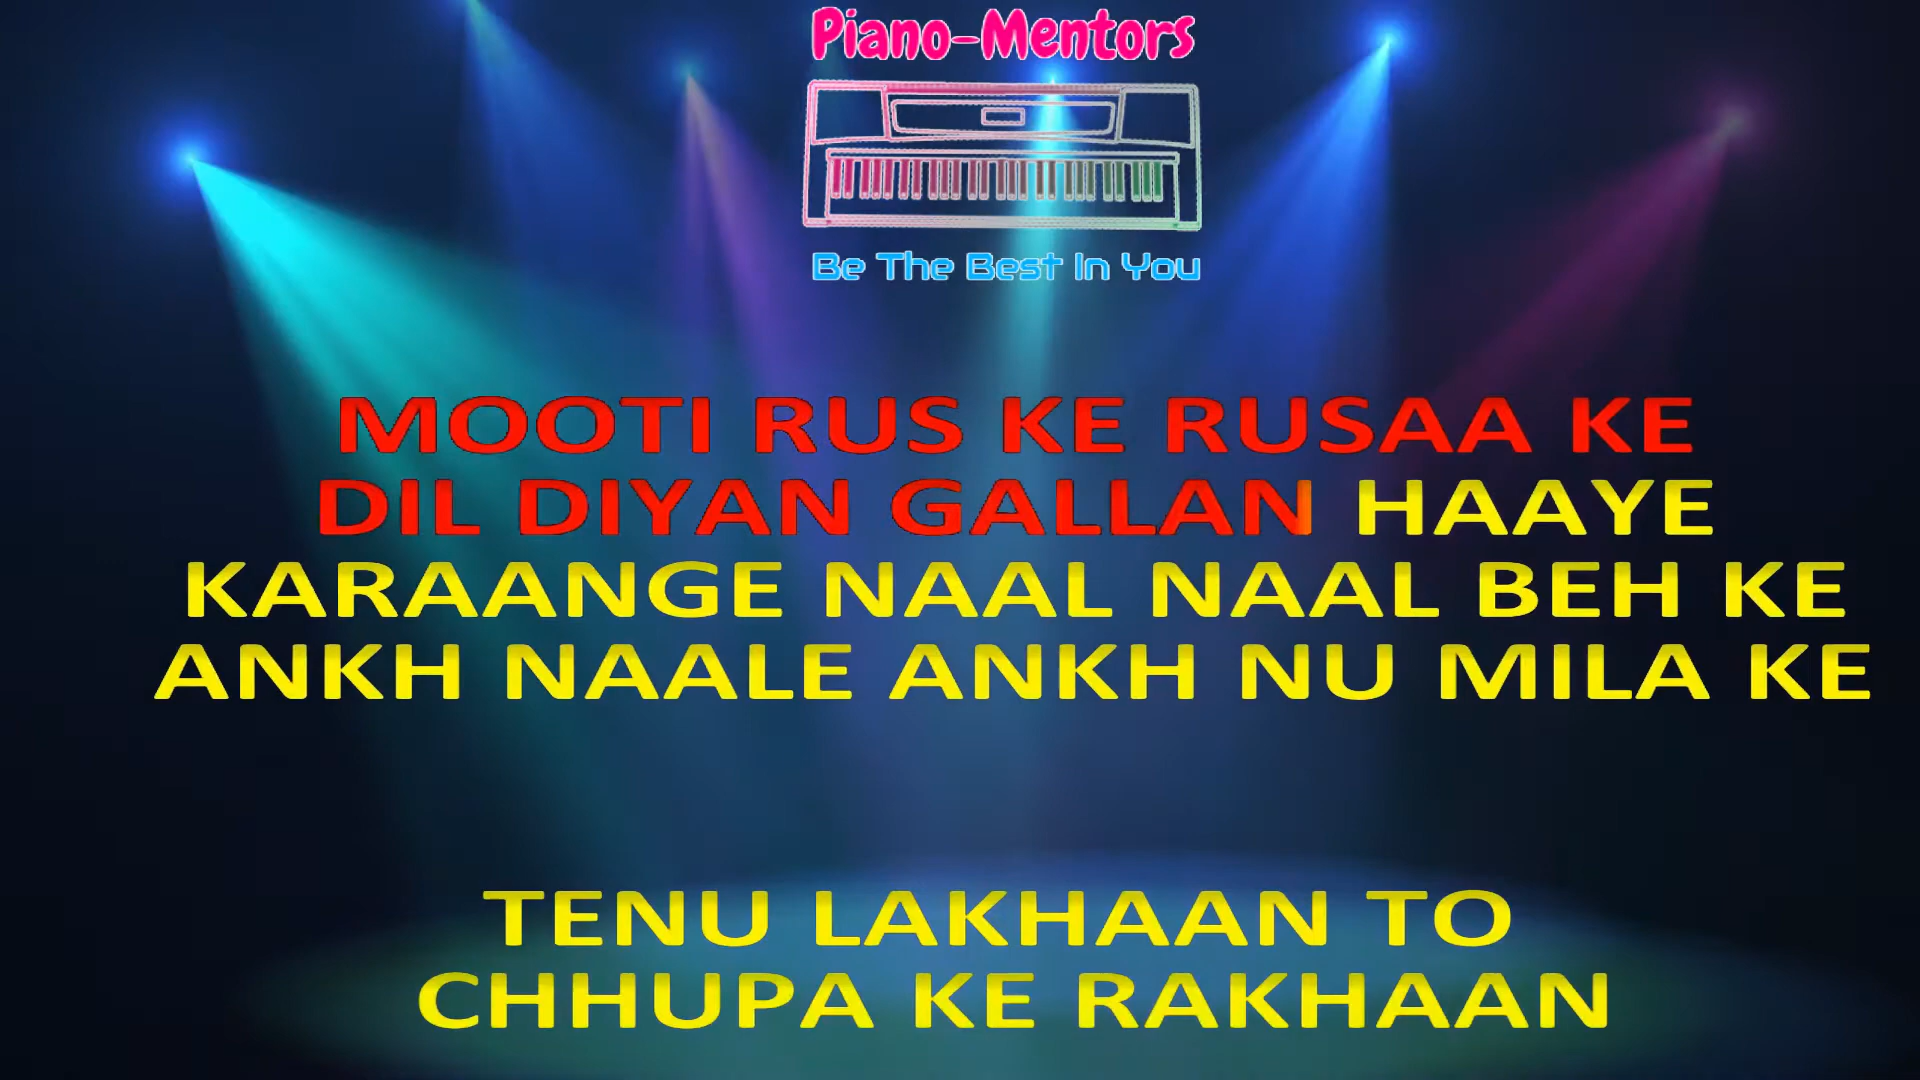 Piano-Mentors
Be The Best In You
MOOTI RUS KE RUSAA KE
DIL DIYAN GALLAN HAAYE
KARAANGE NAAL NAAL BEH KE
ANKH NAALE ANKH NU MILA KE
TENU LAKHAAN TO
CHHUPA KE RAKHAAN